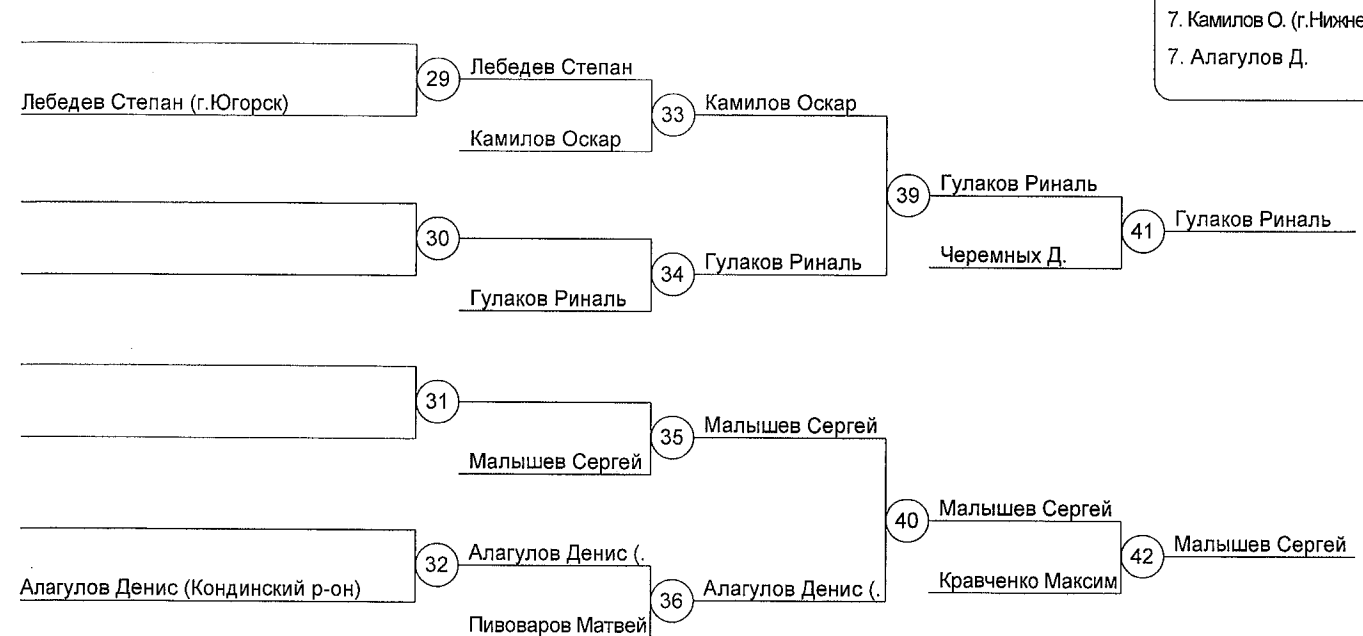 7. Камилов О. (г.Нижне
7. Алагулов Д.
29
Лебедев Степан
Лебедев Степан (г.Югорск)
33
Камилов Оскар
Камилов Оскар
39
Гулаков Риналь
41
Гулаков Риналь
30
Черемных Д.
34
Гулаков Риналь
Гулаков Риналь
31
35
Малышев Сергей
Малышев Сергей
40
Малышев Сергей
42
Малышев Сергей
32
Алагулов Денис (.
Кравченко Максим
Алагулов Денис (Кондинский р-он)
36
Алагулов Денис (.
Пивоваров Матвей